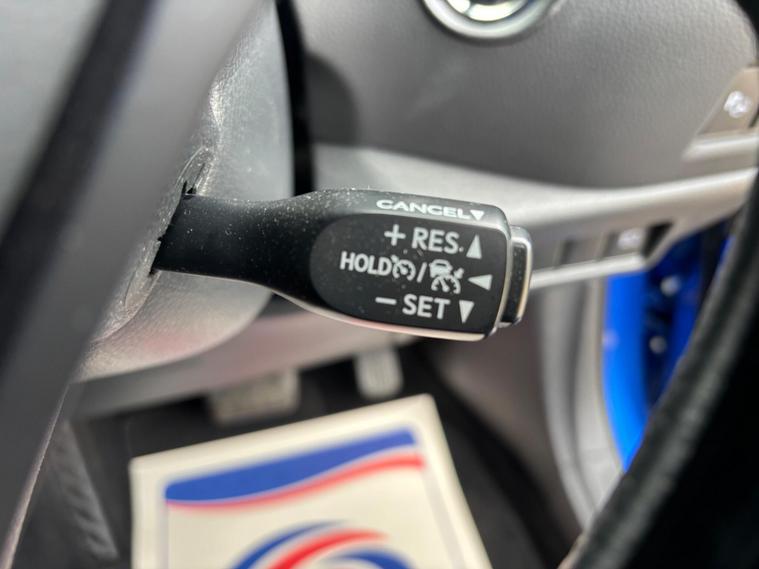 CANCEL▼
+ RES ▲
HOLD / ◀
− SET ▼